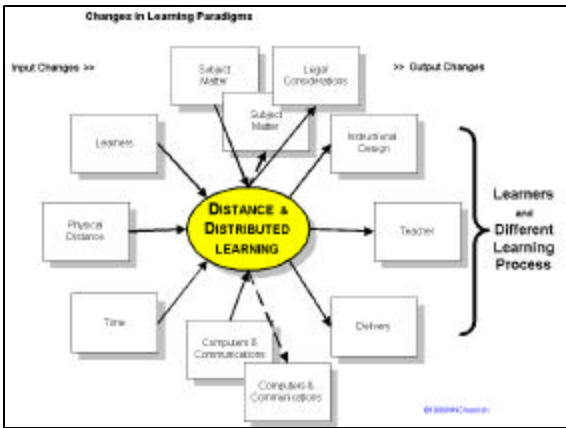 Changes in Learning Paradigms
Input Changes >>
>> Output Changes
Subject
Matter
Legal
Considerations
Subject
Matter
Learners
Instructional
Design
Physical
Distance
DISTANCE &
DISTRIBUTED
LEARNING
Teacher
Learners
and
Different
Learning
Process
Time
Delivery
Computers &
Communications
Computers &
Communications